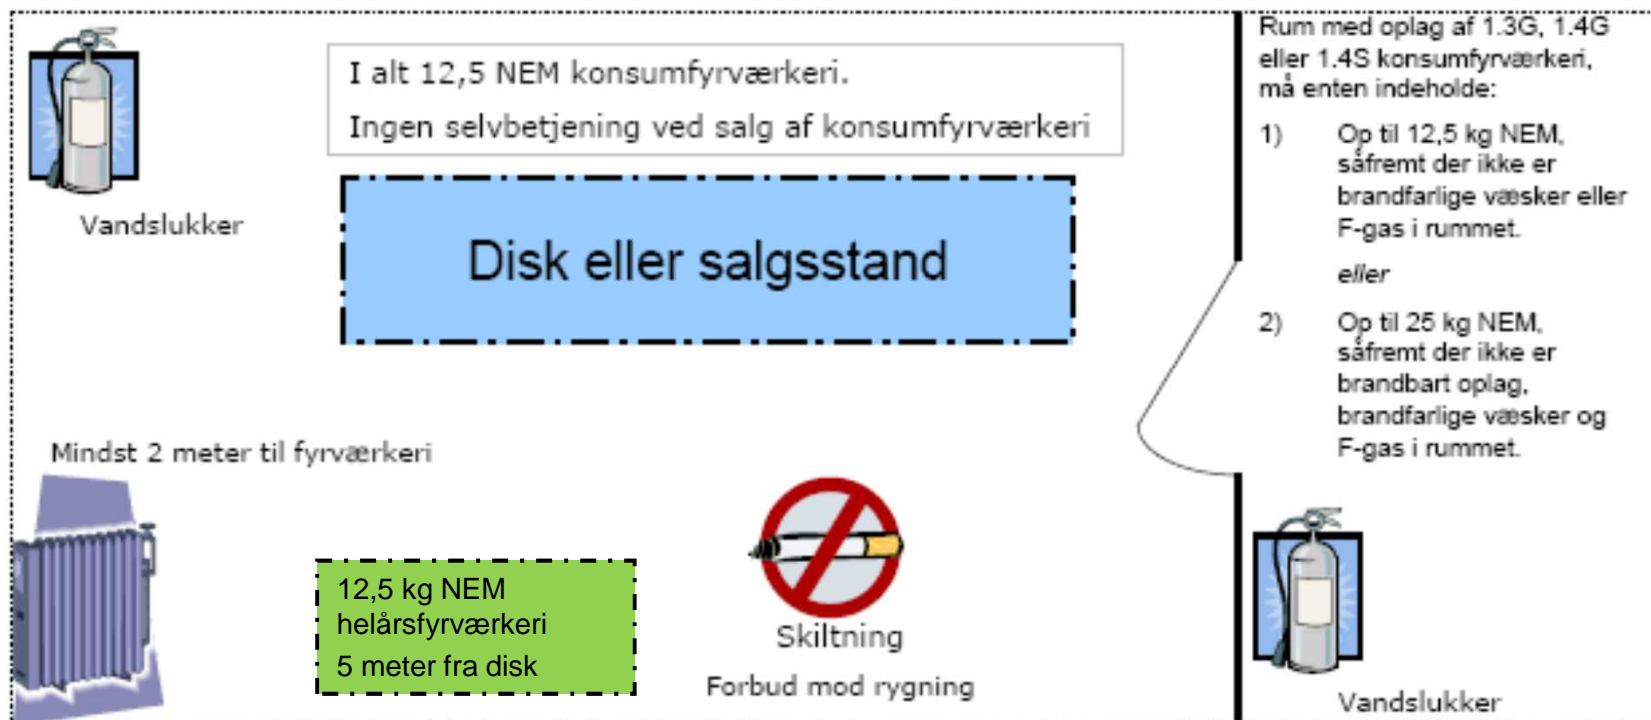 I alt 12,5 NEM konsumfyrværkeri.
Ingen selvbetjening ved salg af konsumfyrværkeri
Vandslukker
Disk eller salgsstand
Mindst 2 meter til fyrværkeri
12,5 kg NEM
helårsfyrværkeri
5 meter fra disk
Skiltning
Forbud mod rygning
Rum med oplag af 1.3G, 1.4G
eller 1.4S konsumfyrværkeri,
må enten indeholde:
1) Op til 12,5 kg NEM,
såfremt der ikke er
brandfarlige væsker eller
F-gas i rummet.
eller
2) Op til 25 kg NEM,
såfremt der ikke er
brandbart oplag,
brandfarlige væsker og
F-gas i rummet.
Vandslukker